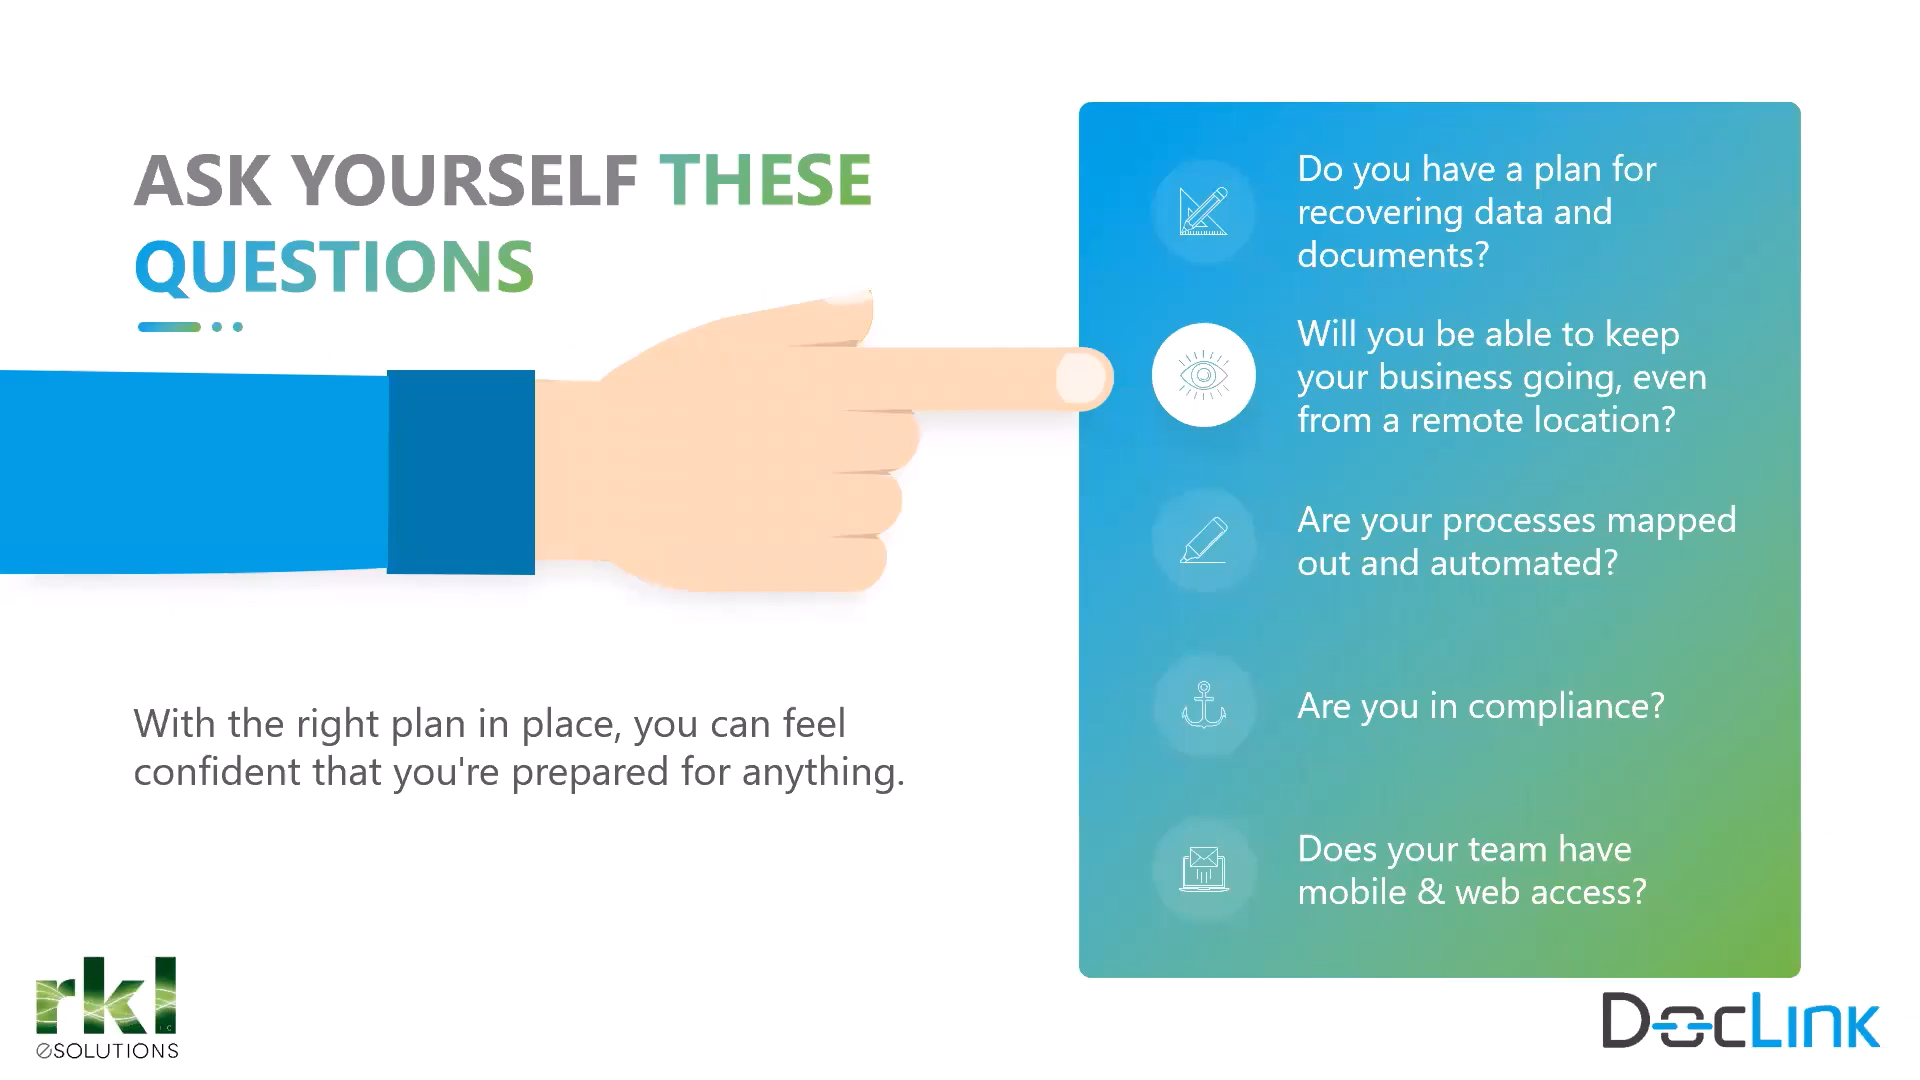 ASK YOURSELF THESE
QUESTIONS
With the right plan in place, you can feel
confident that you're prepared for anything.
Do you have a plan for
recovering data and
documents?
Will you be able to keep
your business going, even
from a remote location?
Are your processes mapped
out and automated?
Are you in compliance?
Does your team have
mobile & web access?
rkl
eSOLUTIONS
DocLink